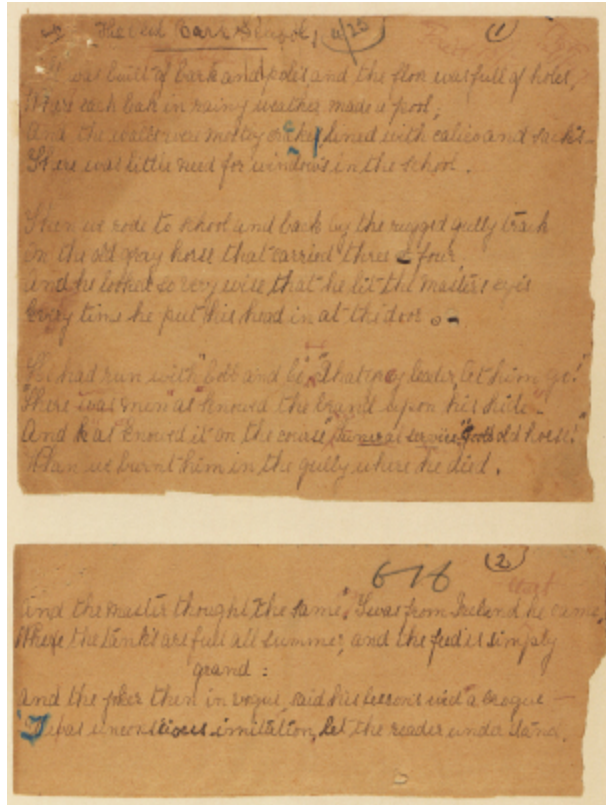 The Old Bark School (1)
It was built of bark and poles and the floor was full of holes,
Where each leak in rainy weather made a pool,
And the walls were mostly cracks lined with calico and sacks –
There was little need for windows in the school.
Then we rode to school and back by the rugged gully track
on the old gray horse that carried three & four
and he looked so very wise that he lit the master's eyes
Every time he put his head in at the door.
He had run with "Cobb and Co" "That grey leader let him go!"
"There was men" as knowed the brand upon his hide"
And "as knowed it on the course" funeral service: "good old horse!"
When we burnt him in the gully where he died.
(2)
676
And the master thought the same. 'Twas from Ireland he came,
Where the tanks are full all summer, and the feed is simply
grand:
And the joker then in vogue, said his lessons wid a brogue –
'Twas unconscious imitation, let the reader understand.